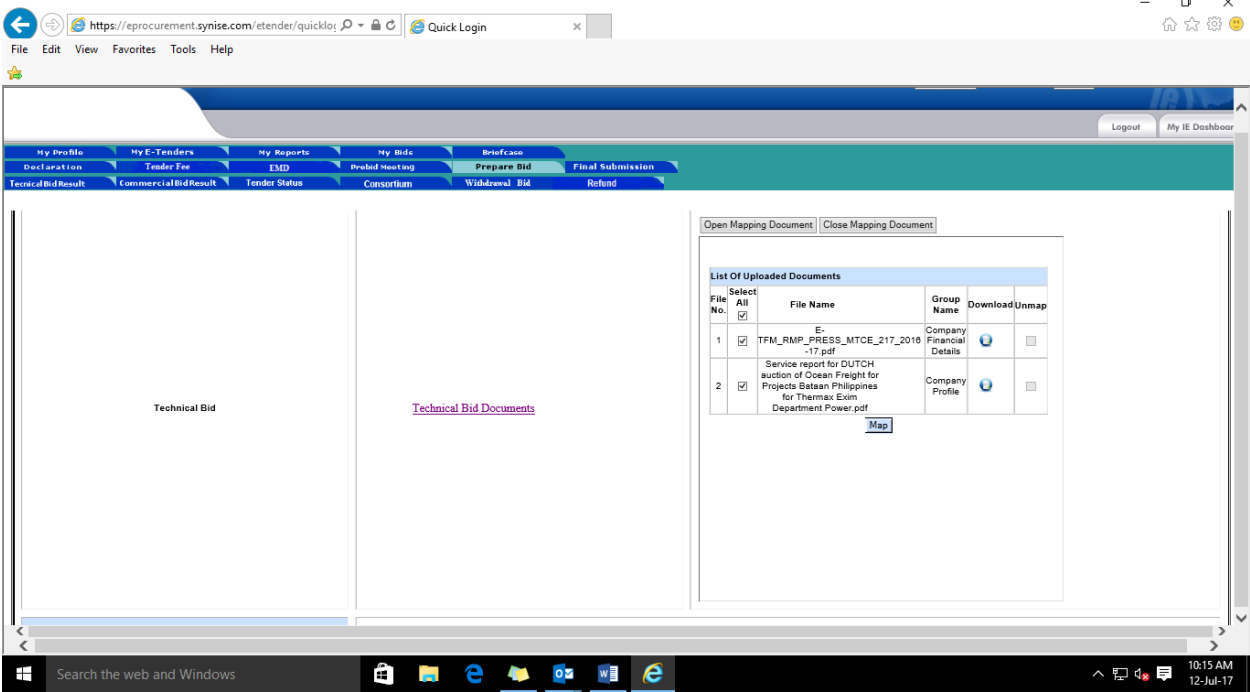 https://eprocurement.synise.com/etender/quicklog
Quick Login
File Edit View Favorites Tools Help
Logout
My IE Dashboar
My Profile My E-Tenders My Reports My Bids Briefcase
Declaration Tender Fee EMD Prebid Meeting Prepare Bid Final Submission
Tecnical Bid Result Commercial Bid Result Tender Status Consortium Withdrawal Bid Refund
Open Mapping Document Close Mapping Document
List Of Uploaded Documents
File No. Select All File Name Group Name Download Unmap
1 E-
TFM_RMP_PRESS_MTCE_217_2016
-17.pdf
Company
Financial
Details
2 Service report for DUTCH
auction of Ocean Freight for
Projects Bataan Philippines
for Thermax Exim
Department Power.pdf
Company
Profile
Map
Technical Bid
Technical Bid Documents
Search the web and Windows
10:15 AM
12-Jul-17